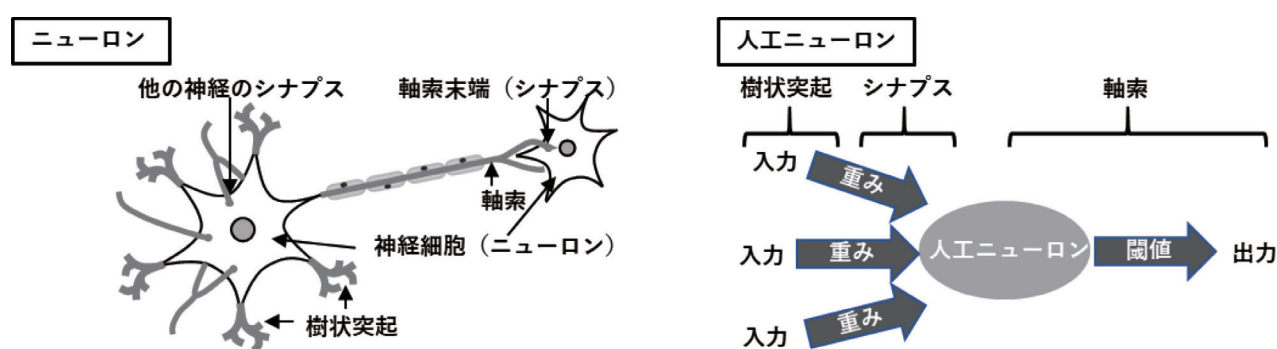 ニューロン
他の神経のシナプス
軸索末端（シナプス）
軸索
神経細胞（ニューロン）
樹状突起
人工ニューロン
樹状突起
シナプス
軸索
入力
重み
入力
重み
人工ニューロン
閾値
出力
入力
重み